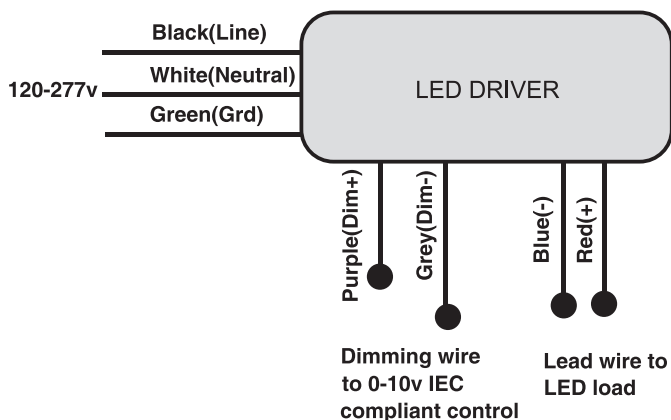 Black(Line)
120-277v
White(Neutral)
Green(Grd)
LED DRIVER
Purple(Dim+)
Grey(Dim-)
Blue(-)
Red(+)
Dimming wire
to 0-10v IEC
compliant control
Lead wire to
LED load